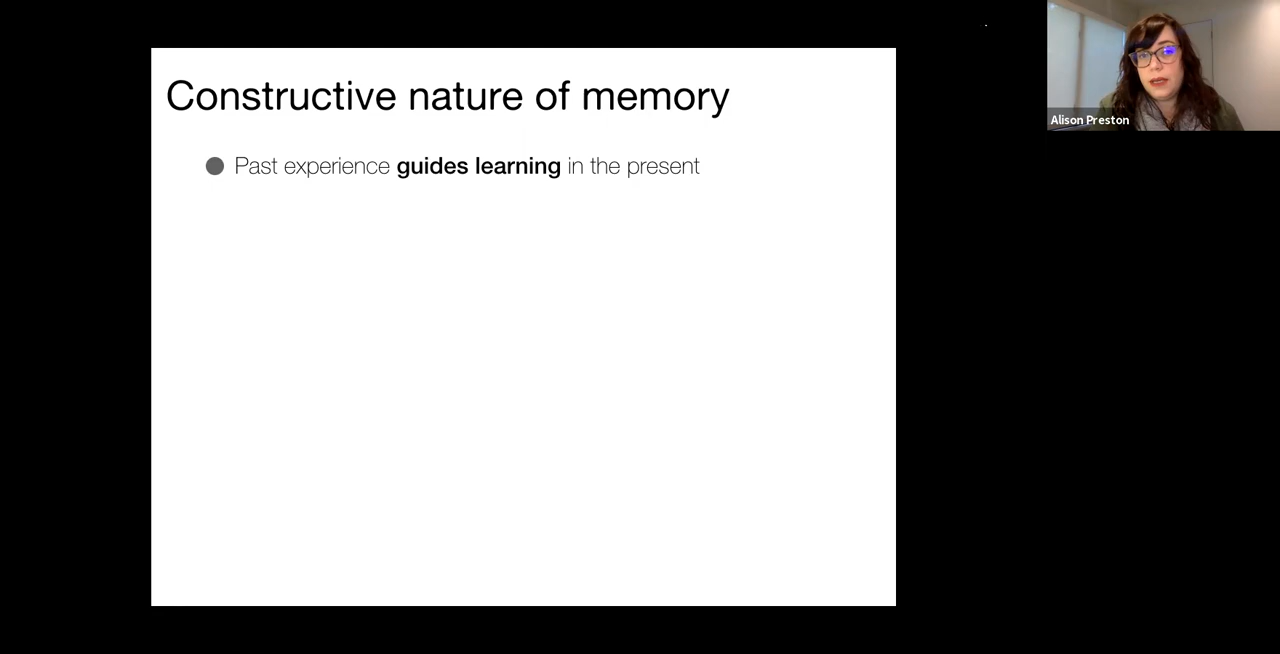 Constructive nature of memory
Past experience guides learning in the present
Alison Preston